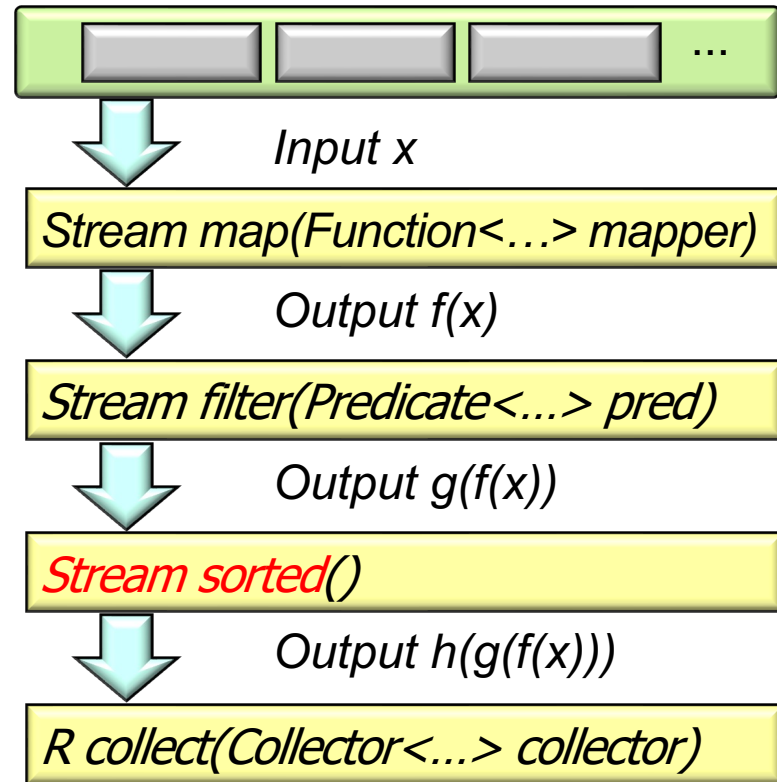 ...
Input x
Stream map(Function<…> mapper)
Output f(x)
Stream filter(Predicate<...> pred)
Output g(f(x))
Stream sorted()
Output h(g(f(x)))
R collect(Collector<...> collector)